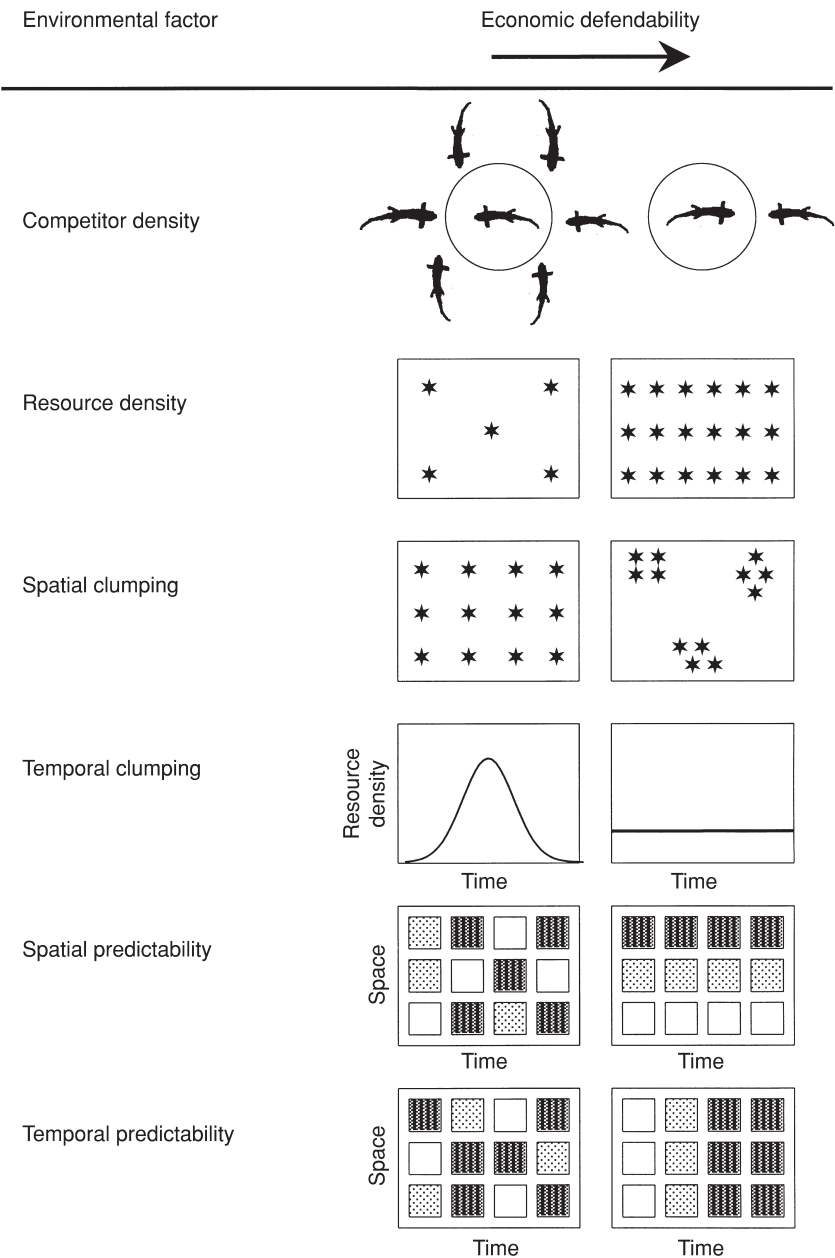 Environmental factor
Economic defendability
Competitor density
Resource density
Spatial clumping
Temporal clumping
Resource
density
Time
Time
Spatial predictability
Space
Time
Time
Temporal predictability
Space
Time
Time